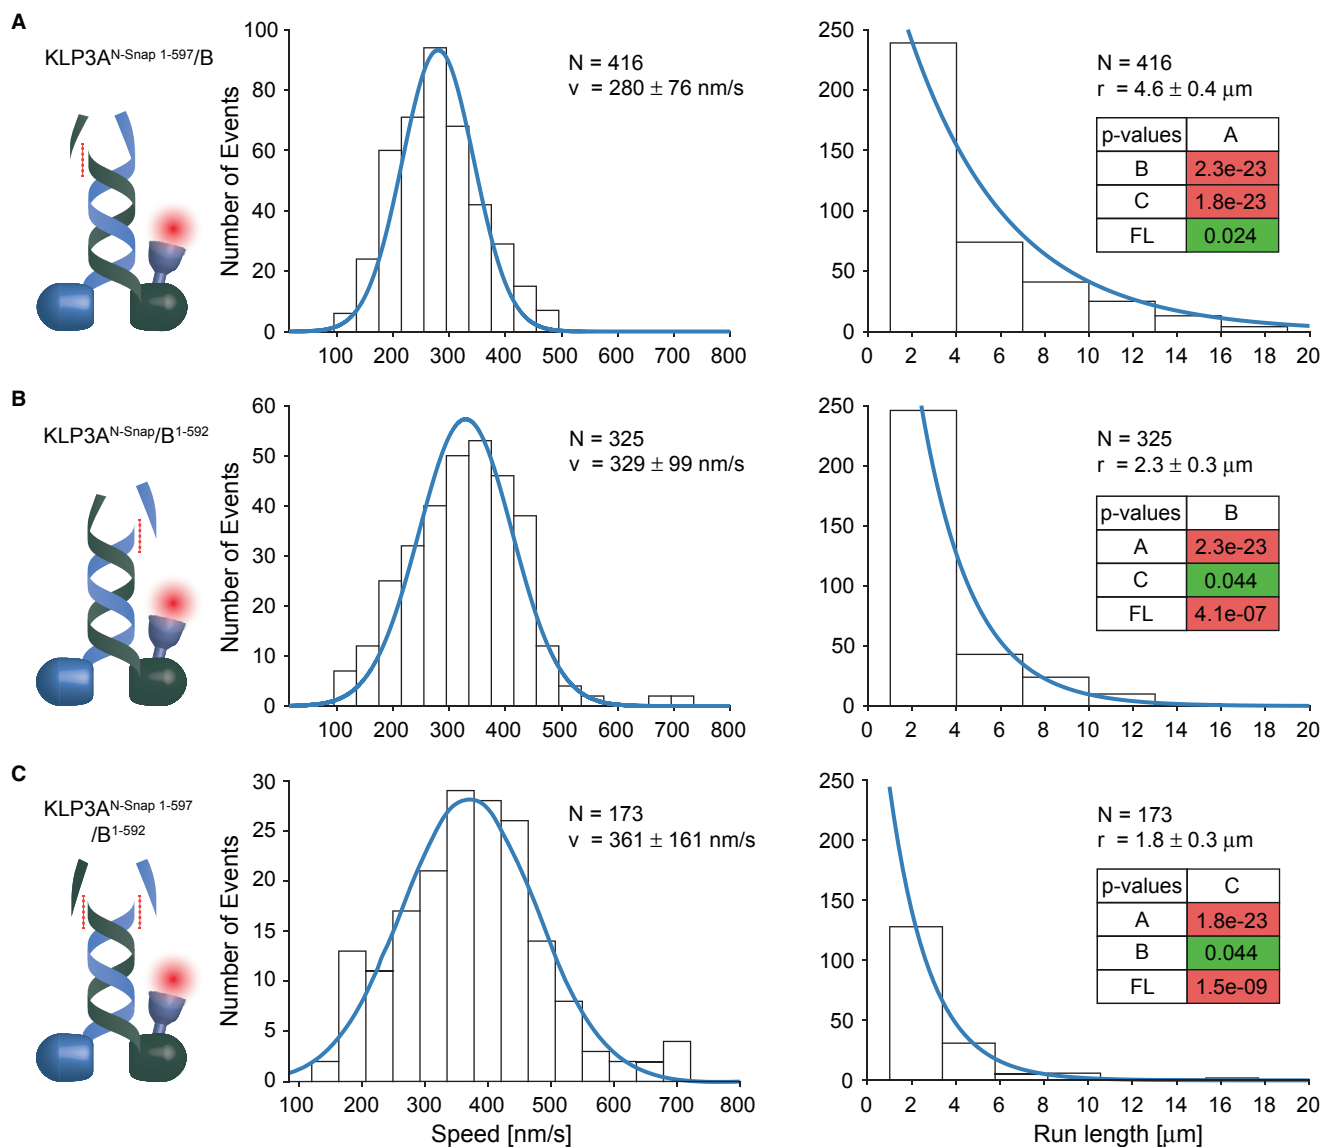 A
KLP3A^N-Snap 1-597/B
Number of Events
100
80
60
40
20
0
100 200 300 400 500 600 700 800
N = 416
v = 280 ± 76 nm/s
250
200
150
100
50
0
0 2 4 6 8 10 12 14 16 18 20
N = 416
r = 4.6 ± 0.4 μm
p-values A
B 2.3e-23
C 1.8e-23
FL 0.024
B
KLP3A^N-Snap/B^1-592
Number of Events
60
50
40
30
20
10
0
100 200 300 400 500 600 700 800
N = 325
v = 329 ± 99 nm/s
250
200
150
100
50
0
0 2 4 6 8 10 12 14 16 18 20
N = 325
r = 2.3 ± 0.3 μm
p-values B
A 2.3e-23
C 0.044
FL 4.1e-07
C
KLP3A^N-Snap 1-597
/B^1-592
Number of Events
30
25
20
15
10
5
0
100 200 300 400 500 600 700 800
Speed [nm/s]
N = 173
v = 361 ± 161 nm/s
250
200
150
100
50
0
0 2 4 6 8 10 12 14 16 18 20
Run length [μm]
N = 173
r = 1.8 ± 0.3 μm
p-values C
A 1.8e-23
B 0.044
FL 1.5e-09